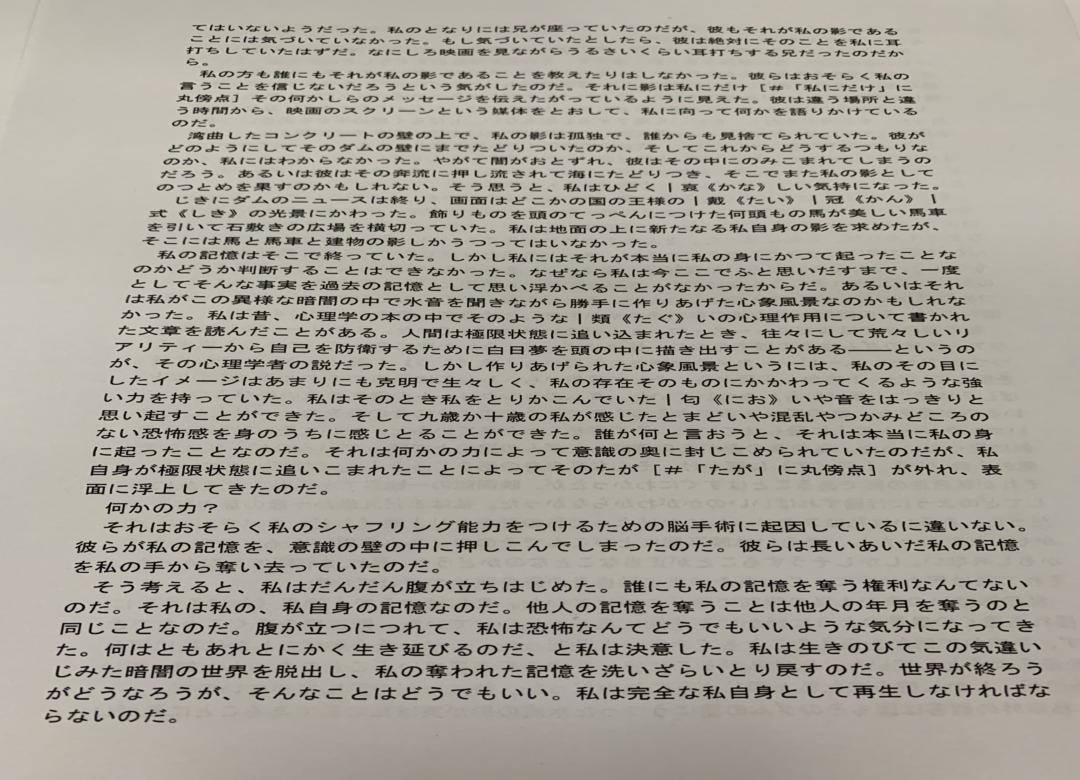 てはいないようだった。私のとなりには兄が座っていたのだが、彼もそれが私の影である
ことには気づいていなかった。もし気づいていたとしたら、彼は絶対にそのことを私に耳
打ちしていたはずだ。なにしろ映画を見ながらうるさいくらい耳打ちする兄だったのだか
ら。
私の方も誰にもそれが私の影であることを教えたりはしなかった。彼らはおそらく私の
言うことを信じないだろうという気がしたのだ。それに影は私にだけ［＃「私にだけ」に
丸傍点］その何かしらのメッセージを伝えたがっているように見えた。彼は違う場所と違
う時間から、映画のスクリーンという媒体をとおして、私に向って何かを語りかけている
のだ。
湾曲したコンクリートの壁の上で、私の影は孤独で、誰からも見捨てられていた。彼が
どのようにしてそのダムの壁にまでたどりついたのか、そしてこれからどうするつもりな
のか、私にはわからなかった。やがて闇がおとずれ、彼はその中にのみこまれてしまうの
だろう。あるいは彼はその奔流に押し流されて海にたどりつき、そこでまた私の影として
のつとめを果すのかもしれない。そう思うと、私はひどく｜哀《かな》しい気持になった。
じきにダムのニュースは終り、画面はどこかの国の王様の｜戴《たい》｜冠《かん》｜
式《しき》の光景にかわった。飾りものを頭のてっぺんにつけた何頭もの馬が美しい馬車
を引いて石敷きの広場を横切っていた。私は地面の上に新たなる私自身の影を求めたが、
そこには馬と馬車と建物の影しかうつってはいなかった。
私の記憶はそこで終っていた。しかし私にはそれが本当に私の身にかつて起ったことな
のかどうか判断することはできなかった。なぜなら私は今ここでふと思いだすまで、一度
としてそんな事実を過去の記憶として思い浮かべることがなかったからだ。あるいはそれ
は私がこの異様な暗闇の中で水音を聞きながら勝手に作りあげた心象風景なのかもしれな
かった。私は昔、心理学の本の中でそのような｜類《たぐ》いの心理作用について書かれ
た文章を読んだことがある。人間は極限状態に追い込まれたとき、往々にして荒々しいリ
アリティーから自己を防衛するために白日夢を頭の中に描き出すことがある――というの
が、その心理学者の説だった。しかし作りあげられた心象風景というには、私のその目に
したイメージはあまりにも克明で生々しく、私の存在そのものにかかわってくるような強
い力を持っていた。私はそのとき私をとりかこんでいた｜匂《にお》いや音をはっきりと
思い起すことができた。そして九歳か十歳の私が感じたとまどいや混乱やつかみどころの
ない恐怖感を身のうちに感じとることができた。誰が何と言おうと、それは本当に私の身
に起ったことなのだ。それは何かの力によって意識の奥に封じこめられていたのだが、私
自身が極限状態に追いこまれたことによってそのたが［＃「たが」に丸傍点］が外れ、表
面に浮上してきたのだ。
何かの力？
それはおそらく私のシャフリング能力をつけるための脳手術に起因しているに違いない。
彼らが私の記憶を、意識の壁の中に押しこんでしまったのだ。彼らは長いあいだ私の記憶
を私の手から奪い去っていたのだ。
そう考えると、私はだんだん腹が立ちはじめた。誰にも私の記憶を奪う権利なんてない
のだ。それは私の、私自身の記憶なのだ。他人の記憶を奪うことは他人の年月を奪うのと
同じことなのだ。腹が立つにつれて、私は恐怖なんてどうでもいいような気分になってき
た。何はともあれとにかく生き延びるのだ、と私は決意した。私は生きのびてこの気違い
じみた暗闇の世界を脱出し、私の奪われた記憶を洗いざらいとり戻すのだ。世界が終ろう
がどうなろうが、そんなことはどうでもいい。私は完全な私自身として再生しなければな
らないのだ。